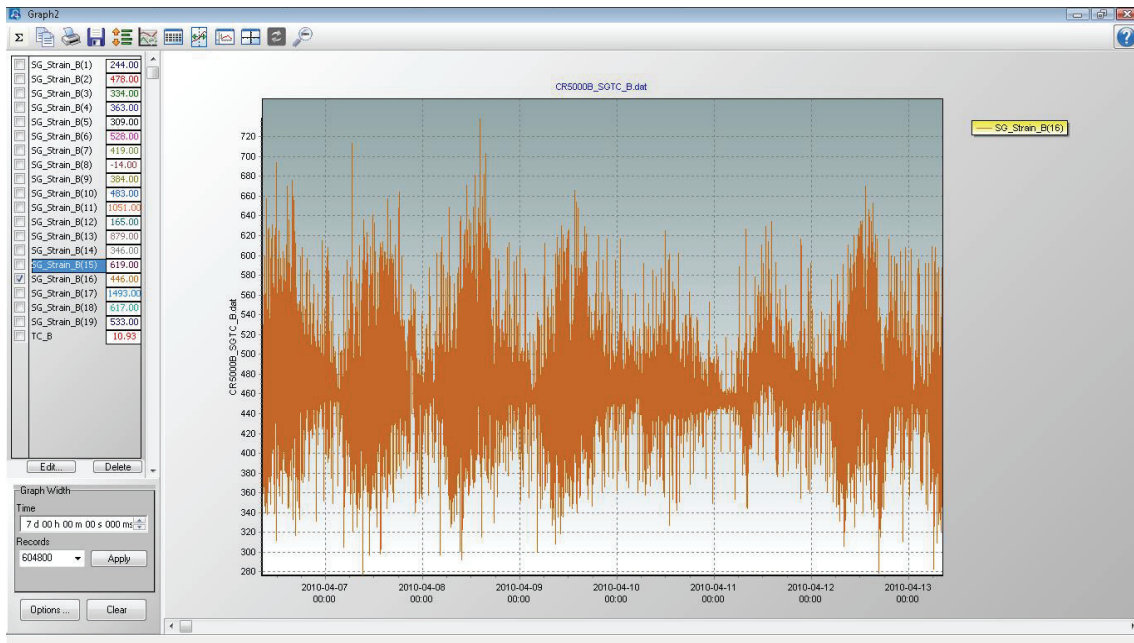 Graph2
Σ
?
SG_Strain_B(1) 244.00
SG_Strain_B(2) 478.00
SG_Strain_B(3) 334.00
SG_Strain_B(4) 363.00
SG_Strain_B(5) 309.00
SG_Strain_B(6) 528.00
SG_Strain_B(7) 419.00
SG_Strain_B(8) -14.00
SG_Strain_B(9) 384.00
SG_Strain_B(10) 483.00
SG_Strain_B(11) 1051.00
SG_Strain_B(12) 165.00
SG_Strain_B(13) 879.00
SG_Strain_B(14) 346.00
SG_Strain_B(15) 619.00
SG_Strain_B(16) 446.00
SG_Strain_B(17) 1493.00
SG_Strain_B(18) 617.00
SG_Strain_B(19) 533.00
TC_B 10.93
Edit... Delete
Graph Width
Time
7 d 00 h 00 m 00 s 000 ms
Records
604800 Apply
Options ... Clear
CR5000B_SGTC_B.dat
SG_Strain_B(16)
CR5000B_SGTC_B.dat
720
700
680
660
640
620
600
580
560
540
520
500
480
460
440
420
400
380
360
340
320
300
280
2010-04-07 2010-04-08 2010-04-09 2010-04-10 2010-04-11 2010-04-12 2010-04-13
00:00 00:00 00:00 00:00 00:00 00:00 00:00